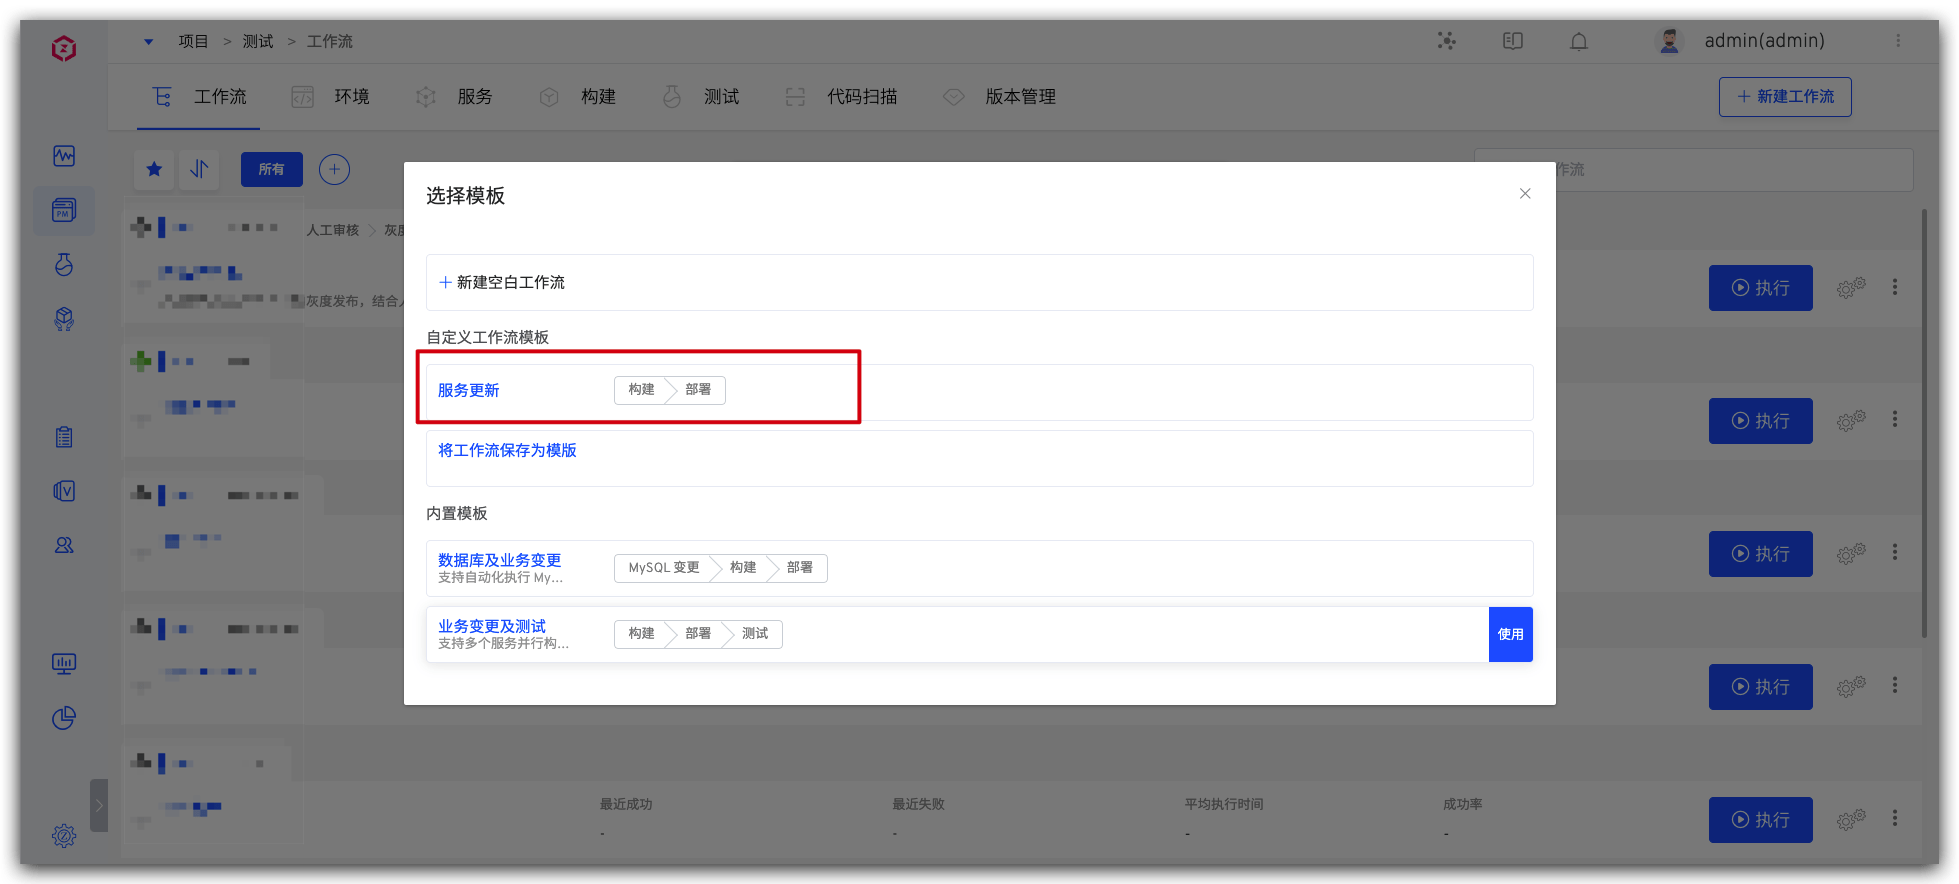 项目 > 测试 > 工作流
admin(admin)
工作流 环境 服务 构建 测试 代码扫描 版本管理
+ 新建工作流
PM
V
所有
作流
选择模板
+ 新建空白工作流
自定义工作流模板
服务更新 构建 部署
将工作流保存为模版
内置模板
数据库及业务变更
支持自动化执行 My...
MySQL 变更 构建 部署
业务变更及测试
支持多个服务并行构...
构建 部署 测试
使用
人工审核 灰度
灰度发布，结合人
执行
执行
执行
执行
最近成功 最近失败 平均执行时间 成功率
- - - -
执行